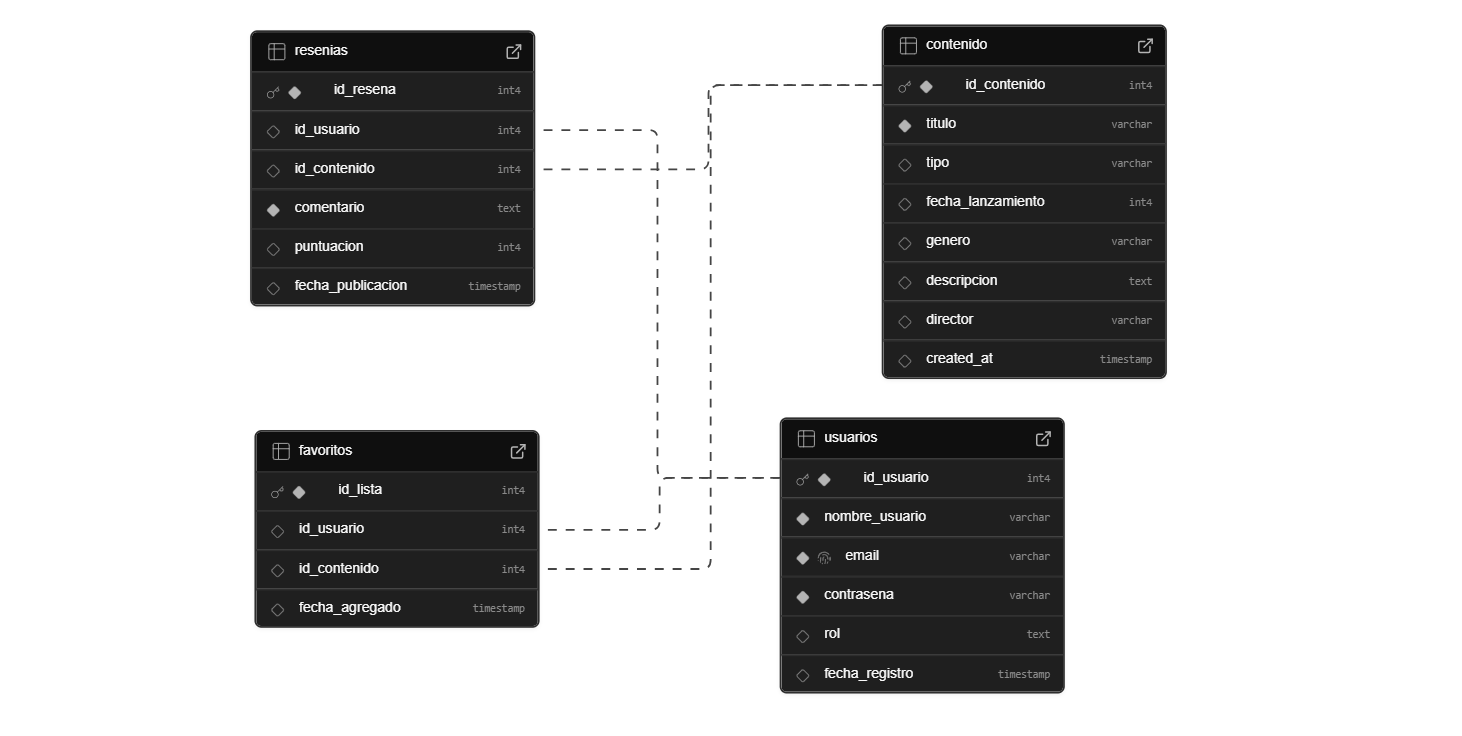 resenias
id_resena int4
id_usuario int4
id_contenido int4
comentario text
puntuacion int4
fecha_publicacion timestamp
contenido
id_contenido int4
titulo varchar
tipo varchar
fecha_lanzamiento int4
genero varchar
descripcion text
director varchar
created_at timestamp
favoritos
id_lista int4
id_usuario int4
id_contenido int4
fecha_agregado timestamp
usuarios
id_usuario int4
nombre_usuario varchar
email varchar
contrasena varchar
rol text
fecha_registro timestamp